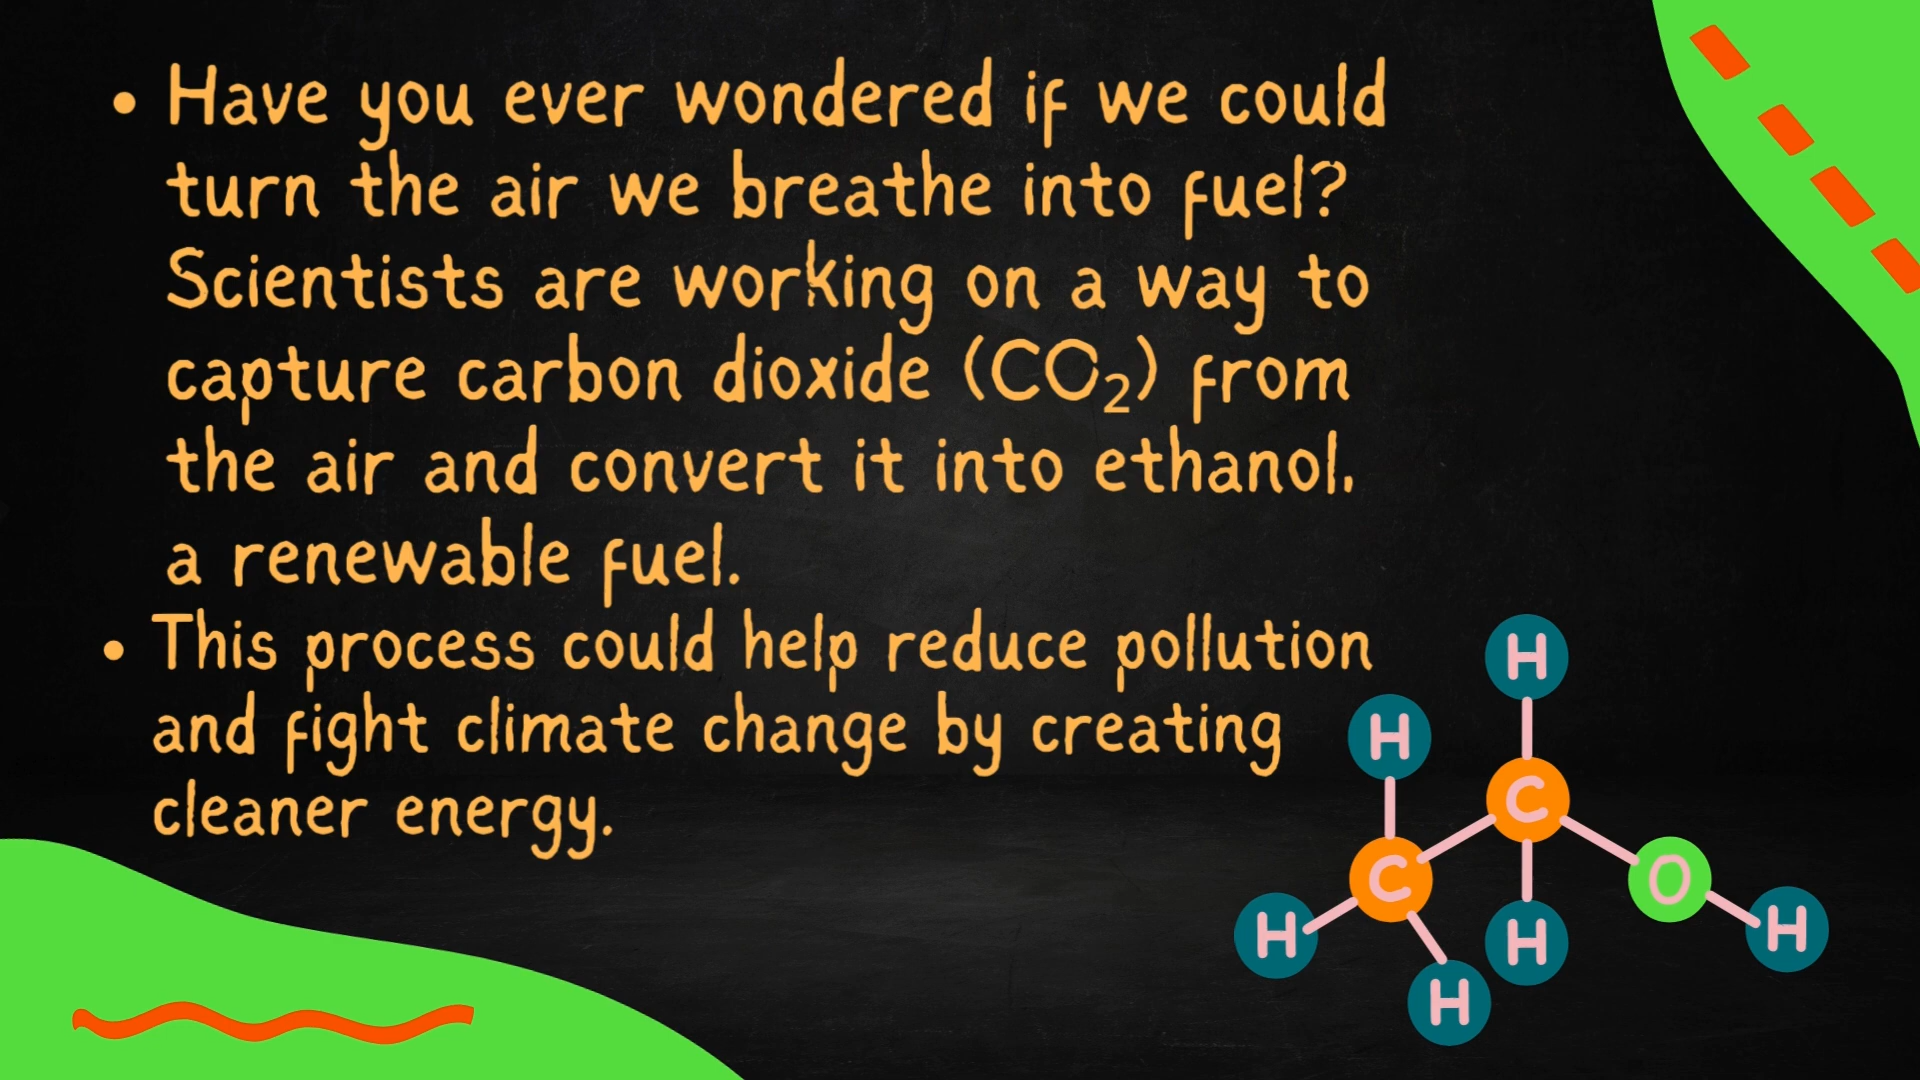 • Have you ever wondered if we could
turn the air we breathe into fuel?
Scientists are working on a way to
capture carbon dioxide (CO₂) from
the air and convert it into ethanol,
a renewable fuel.
• This process could help reduce pollution
and fight climate change by creating
cleaner energy.
H
H
C
C
O
H
H
H
H